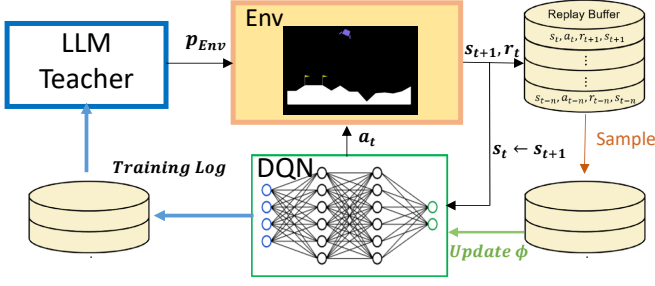 LLM
Teacher
p_Env
Env
s_{t+1}, r_t
Replay Buffer
s_t, a_t, r_{t+1}, s_{t+1}
⋮
⋮
s_{t-n}, a_{t-n}, r_{t-n}, s_{t-n}
a_t
s_t ← s_{t+1}
Sample
Training Log
DQN
Update ϕ